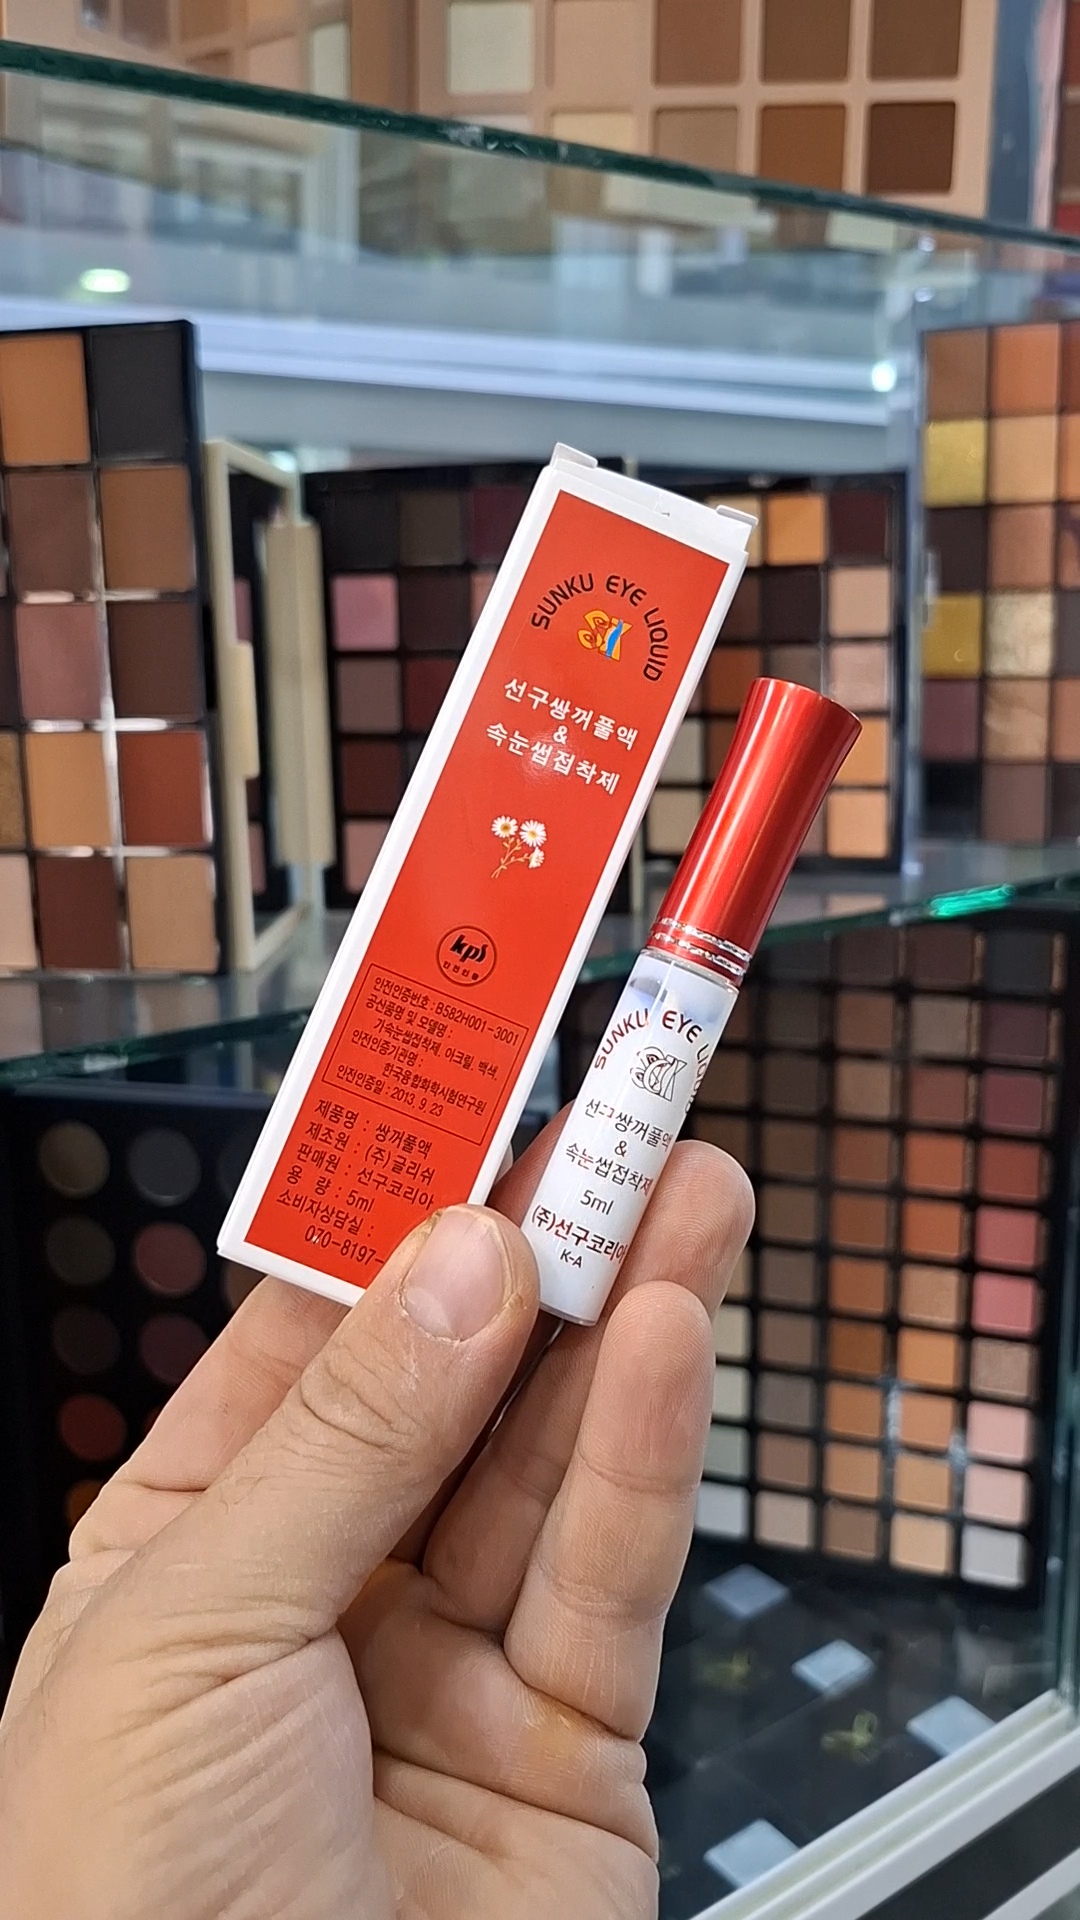 SUNKU EYE LIQUID
SK
선구쌍꺼풀액
&
속눈썹접착제
kps
안전인증번호 : B582H001-3001
공산품명 및 모델명 :
가속눈썹접착제, 아크릴, 백색,
안전인증기관명 :
한국융합화학시험연구원
안전인증일 : 2013. 9. 23
제품명 : 쌍꺼풀액
제조원 : (주)글리쉬
판매원 : 선구코리아
용 량 : 5ml
소비자상담실 :
070-8197-
SUNKU EYE
선구쌍꺼풀액
&
속눈썹접착제
5ml
(주)선구코리아
K-A